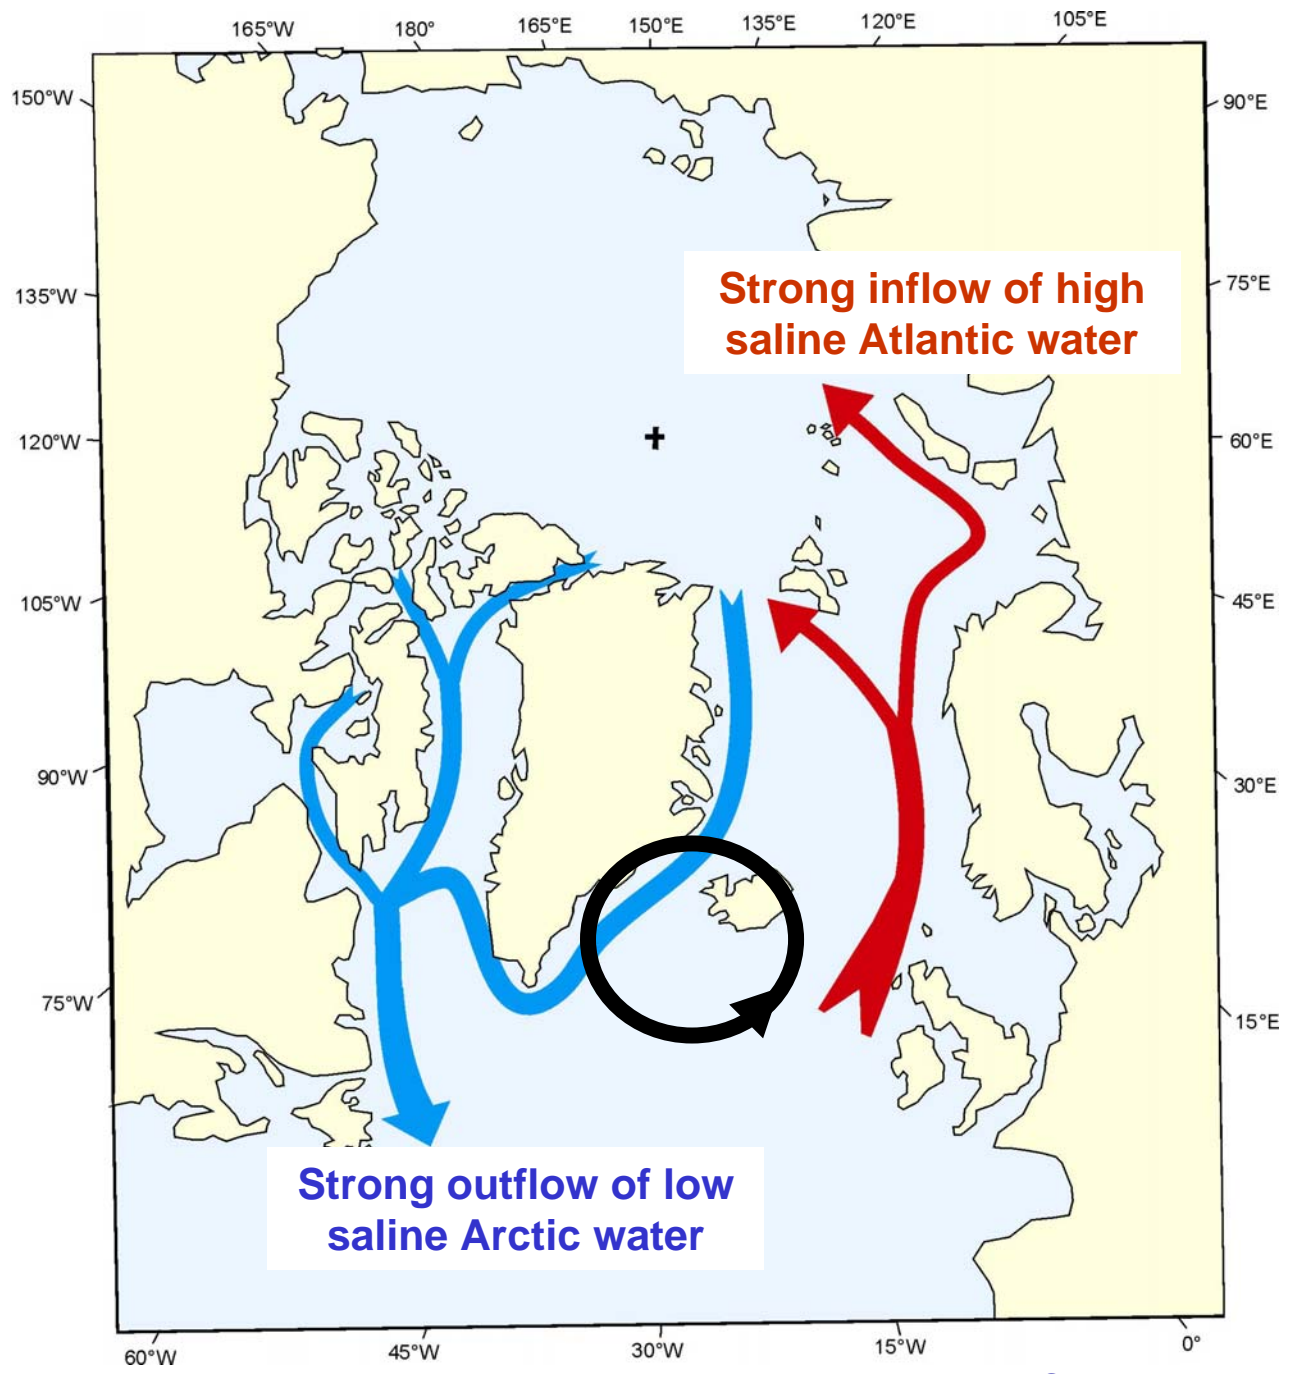 165°W 180° 165°E 150°E 135°E 120°E 105°E
150°W 90°E
135°W 75°E
Strong inflow of high
saline Atlantic water
120°W 60°E
105°W 45°E
90°W 30°E
75°W 15°E
Strong outflow of low
saline Arctic water
60°W 45°W 30°W 15°W 0°